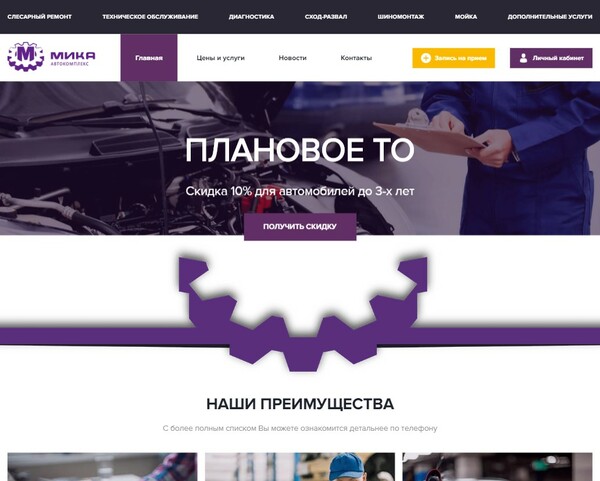 СЛЕСАРНЫЙ РЕМОНТ
ТЕХНИЧЕСКОЕ ОБСЛУЖИВАНИЕ
ДИАГНОСТИКА
СХОД-РАЗВАЛ
ШИНОМОНТАЖ
МОЙКА
ДОПОЛНИТЕЛЬНЫЕ УСЛУГИ
М МИКА
АВТОКОМПЛЕКС
Главная
Цены и услуги
Новости
Контакты
Запись на прием
Личный кабинет
ПЛАНОВОЕ ТО
Скидка 10% для автомобилей до 3-х лет
ПОЛУЧИТЬ СКИДКУ
НАШИ ПРЕИМУЩЕСТВА
С более полным списком Вы можете ознакомится детальнее по телефону